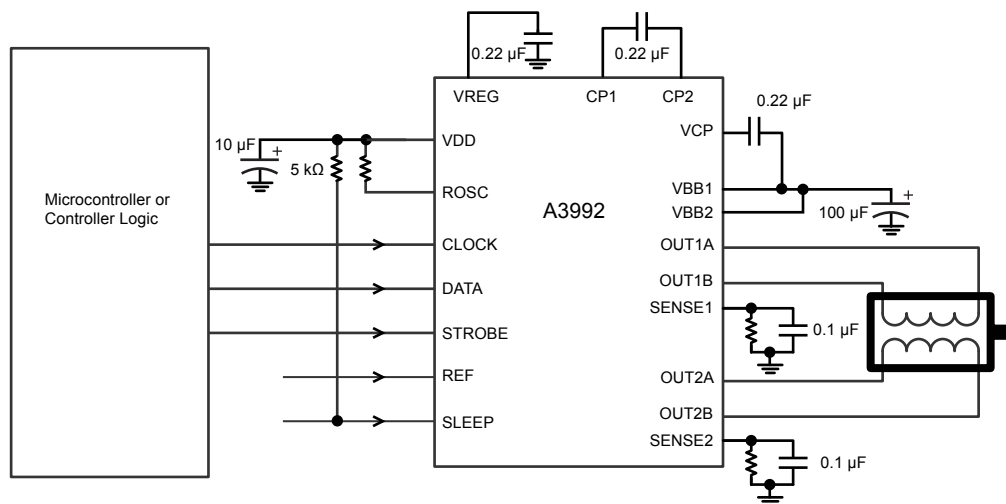 0.22 µF
0.22 µF
VREG
CP1
CP2
0.22 µF
VCP
10 µF
+
VDD
5 kΩ
ROSC
VBB1
VBB2
+
100 µF
Microcontroller or
Controller Logic
A3992
CLOCK
OUT1A
DATA
OUT1B
SENSE1
0.1 µF
STROBE
REF
OUT2A
SLEEP
OUT2B
SENSE2
0.1 µF